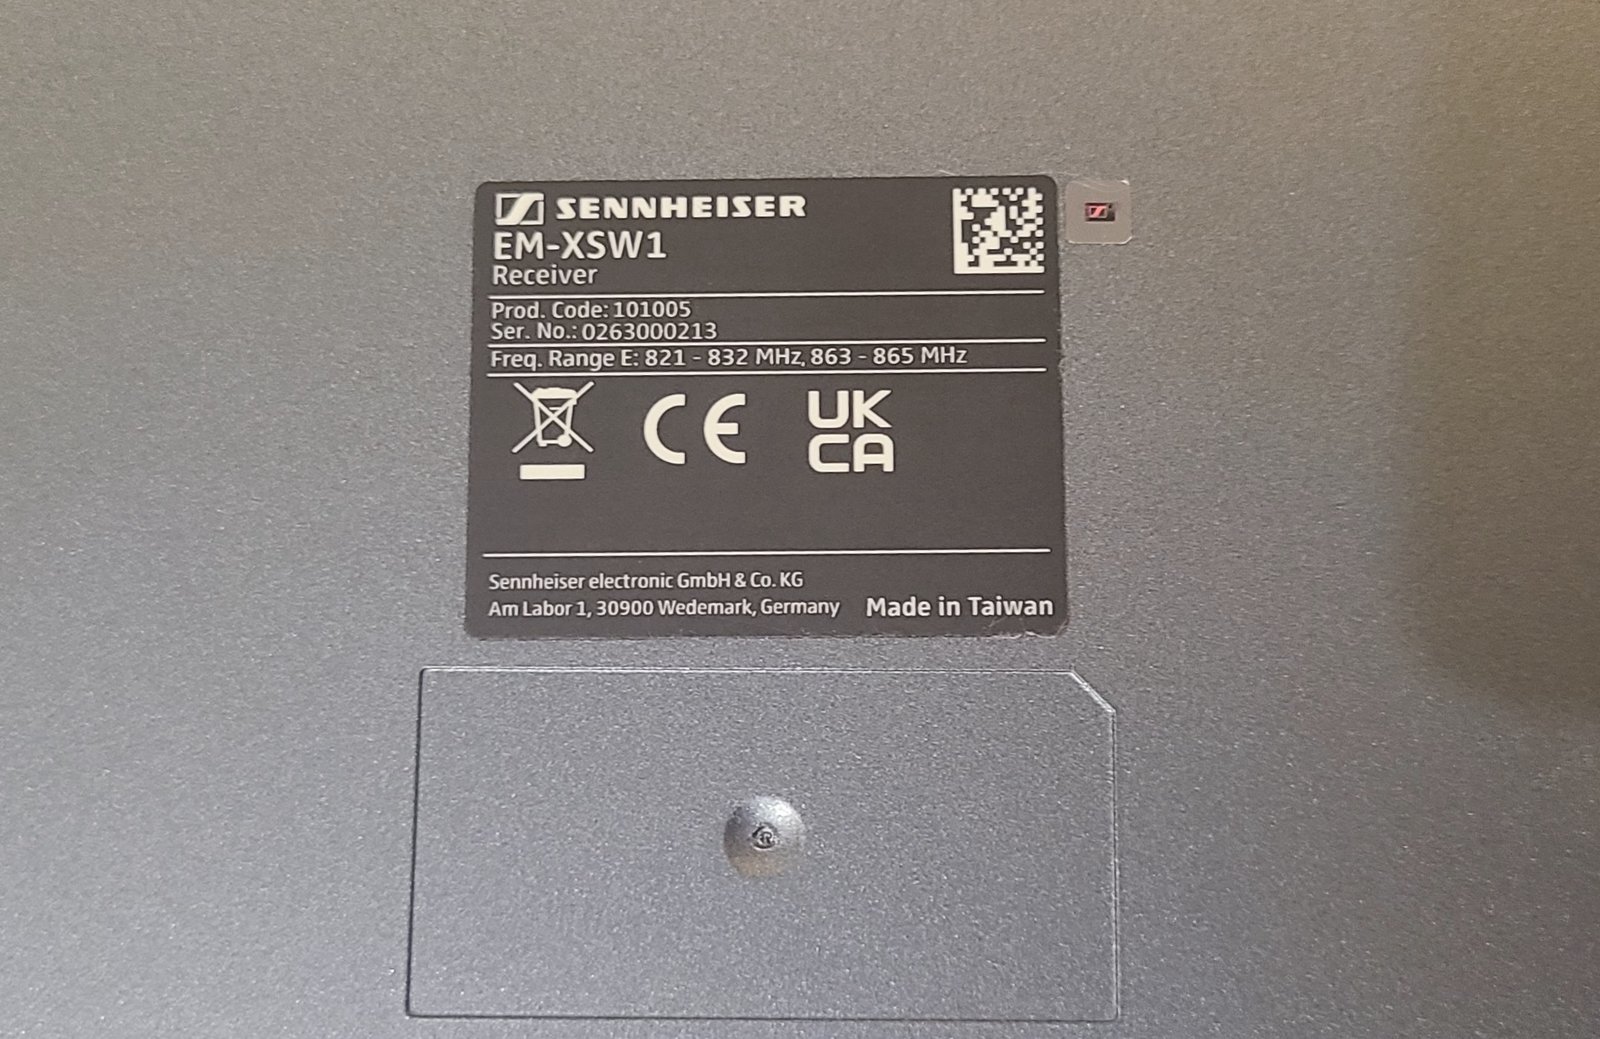 SENNHEISER
EM-XSW1
Receiver
Prod. Code: 101005
Ser. No.: 0263000213
Freq. Range E: 821 - 832 MHz, 863 - 865 MHz
CE
UK
CA
Sennheiser electronic GmbH & Co. KG
Am Labor 1, 30900 Wedemark, Germany Made in Taiwan